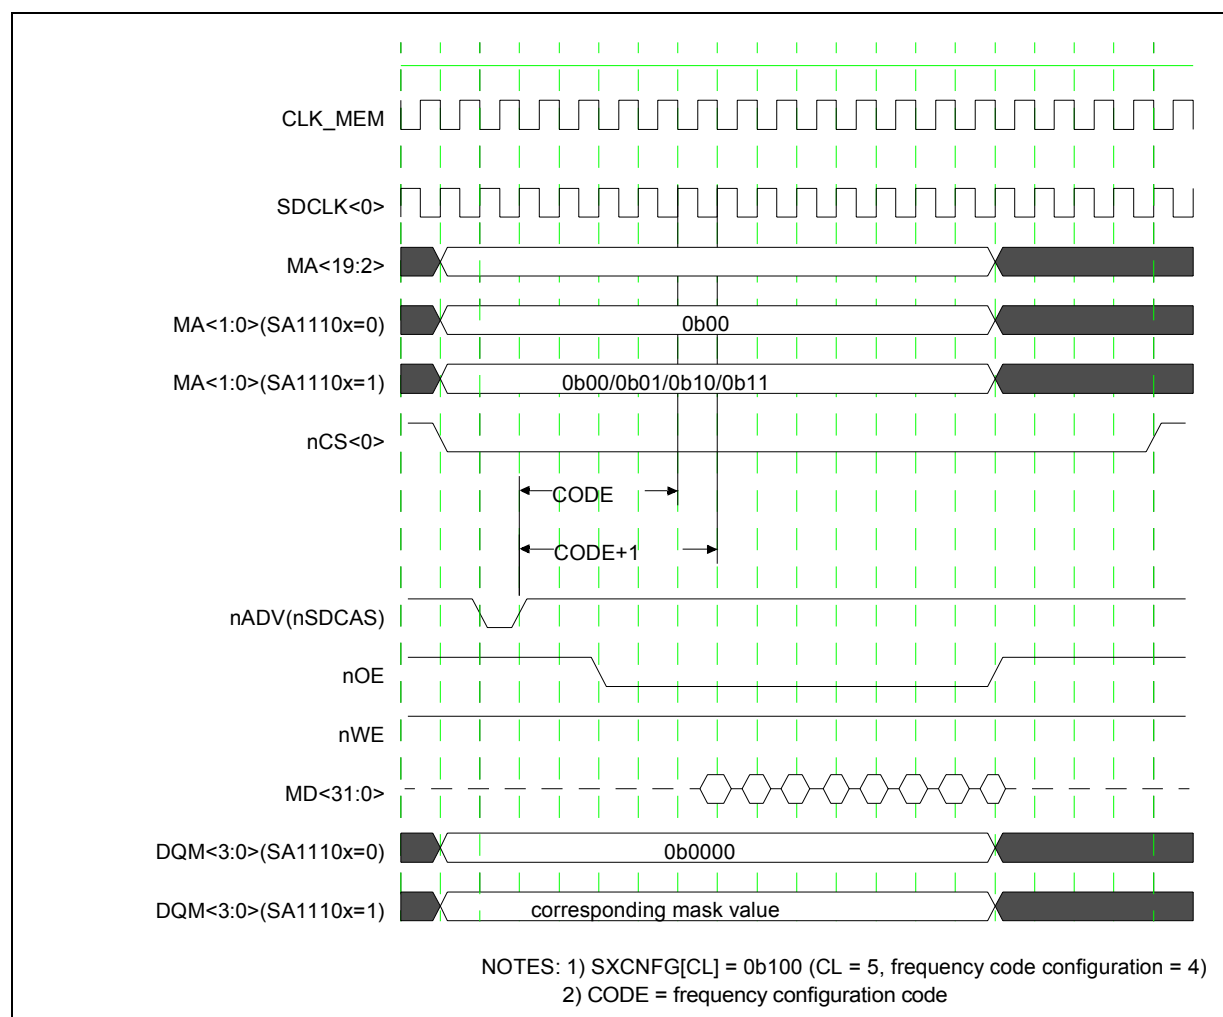 CLK_MEM
SDCLK<0>
MA<19:2>
MA<1:0>(SA1110x=0)
0b00
MA<1:0>(SA1110x=1)
0b00/0b01/0b10/0b11
nCS<0>
CODE
CODE+1
nADV(nSDCAS)
nOE
nWE
MD<31:0>
DQM<3:0>(SA1110x=0)
0b0000
DQM<3:0>(SA1110x=1)
corresponding mask value
NOTES: 1) SXCNFG[CL] = 0b100 (CL = 5, frequency code configuration = 4)
2) CODE = frequency configuration code